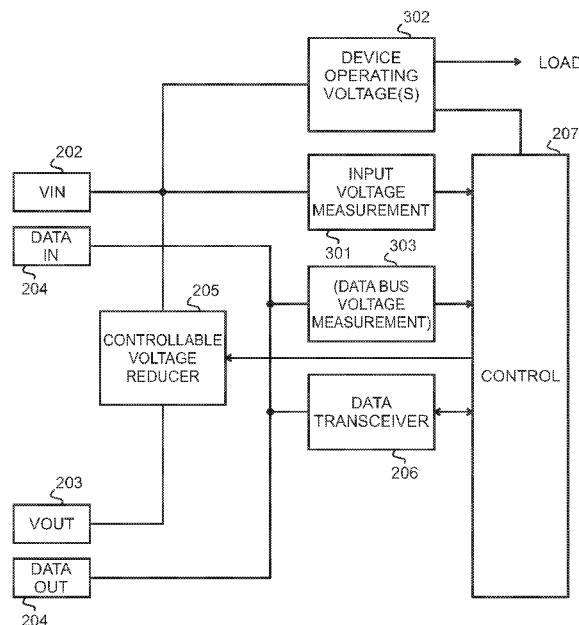 302
DEVICE
OPERATING
VOLTAGE(S)
LOAD
207
202
VIN
INPUT
VOLTAGE
MEASUREMENT
301
DATA
IN
204
303
(DATA BUS
VOLTAGE
MEASUREMENT)
205
CONTROLLABLE
VOLTAGE
REDUCER
CONTROL
DATA
TRANSCEIVER
206
203
VOUT
DATA
OUT
204